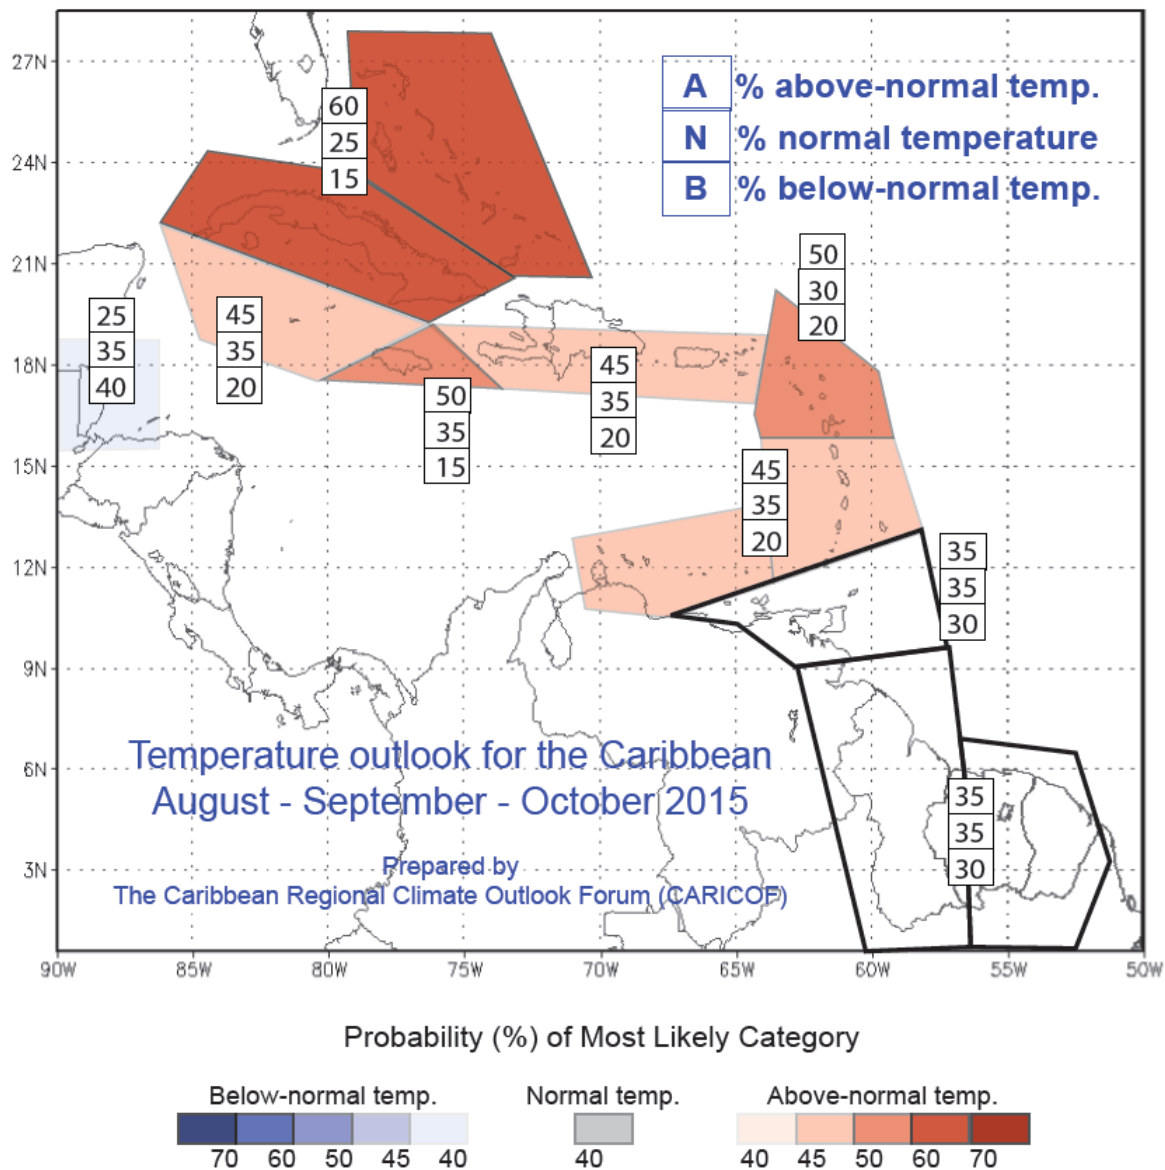 27N
24N
21N
18N
15N
12N
9N
6N
3N
A % above-normal temp.
N % normal temperature
B % below-normal temp.
60
25
15
50
30
20
25
35
40
45
35
20
50
35
15
45
35
20
45
35
20
35
35
30
35
35
30
Temperature outlook for the Caribbean
August - September - October 2015
Prepared by
The Caribbean Regional Climate Outlook Forum (CARICOF)
90W 85W 80W 75W 70W 65W 60W 55W 50W
Probability (%) of Most Likely Category
Below-normal temp. Normal temp. Above-normal temp.
70 60 50 45 40 40 40 45 50 60 70